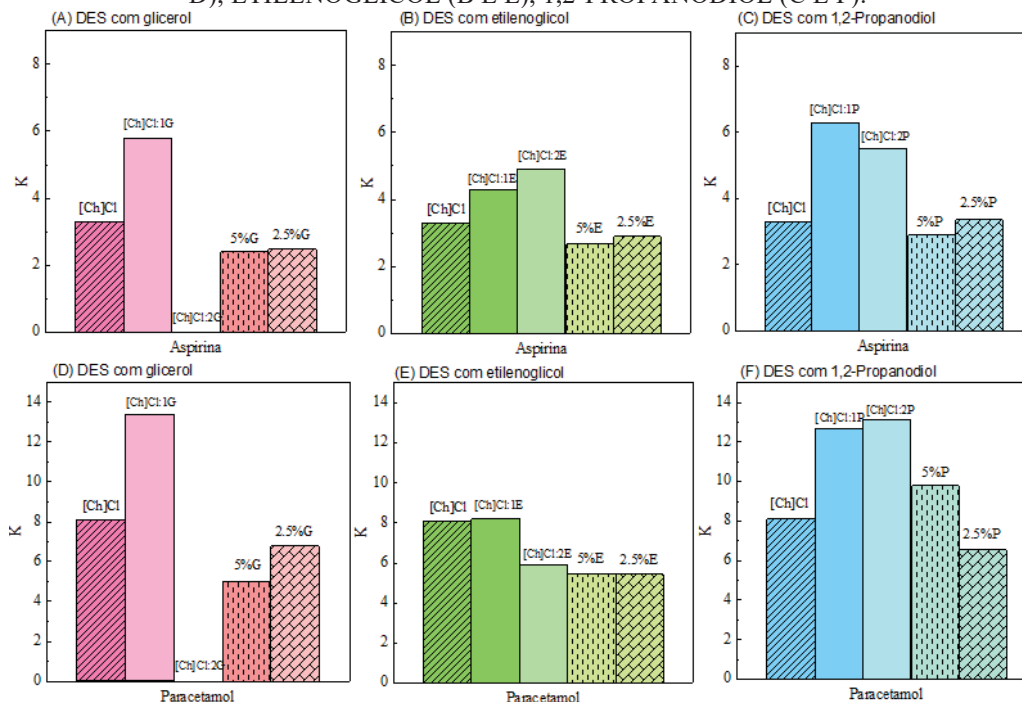 D), ETILENOGLICOL (B E E), 1,2-PROPANODIOL (C E F).
(A) DES com glicerol
8
6
4
2
0
K
[Ch]Cl
[Ch]Cl:1G
[Ch]Cl:2G
5%G
2.5%G
Aspirina
(B) DES com etilenoglicol
8
6
4
2
0
K
[Ch]Cl
[Ch]Cl:1E
[Ch]Cl:2E
5%E
2.5%E
Aspirina
(C) DES com 1,2-Propanodiol
8
6
4
2
0
K
[Ch]Cl
[Ch]Cl:1P
[Ch]Cl:2P
5%P
2.5%P
Aspirina
(D) DES com glicerol
14
12
10
8
6
4
2
0
K
[Ch]Cl
[Ch]Cl:1G
[Ch]Cl:2G
5%G
2.5%G
Paracetamol
(E) DES com etilenoglicol
14
12
10
8
6
4
2
0
K
[Ch]Cl
[Ch]Cl:1E
[Ch]Cl:2E
5%E
2.5%E
Paracetamol
(F) DES com 1,2-Propanodiol
14
12
10
8
6
4
2
0
K
[Ch]Cl
[Ch]Cl:1P
[Ch]Cl:2P
5%P
2.5%P
Paracetamol